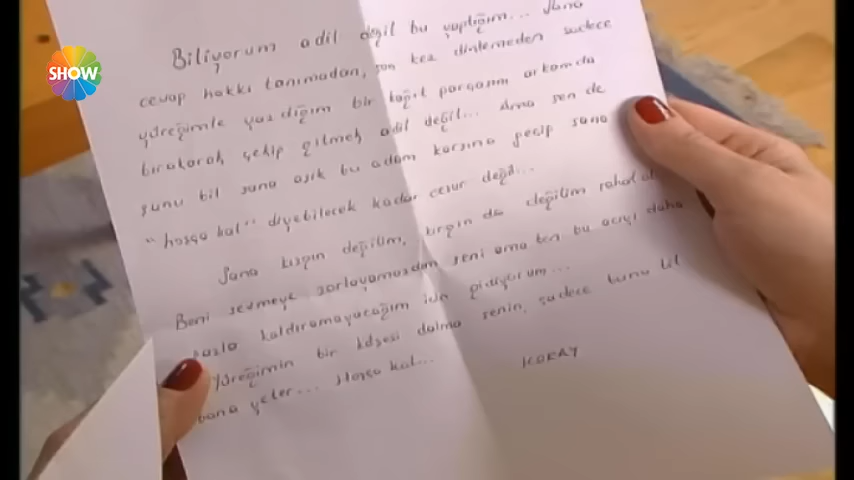 SHOW
Biliyorum adil değil bu yaptığım... Sana
cevap hakkı tanımadan, son kez dinlemeden sadece
yüreğimle yazdığım bir kağıt parçasını arkamda
bırakarak çekip gitmek adil değil... Ama sen de
şunu bil sana aşık bu adam karşına geçip sana
"hoşça kal" diyebilecek kadar cesur değil...
Sana kızgın değilim, kırgın da değilim rahat ol
Beni sevmeye zorlayamazdım seni ama ben bu acıyı daha
fazla kaldıramayacağım için gidiyorum...
Yüreğimin bir köşesi daima senin, sadece bunu bil
bana yeter... Hoşça kal...
KORAY